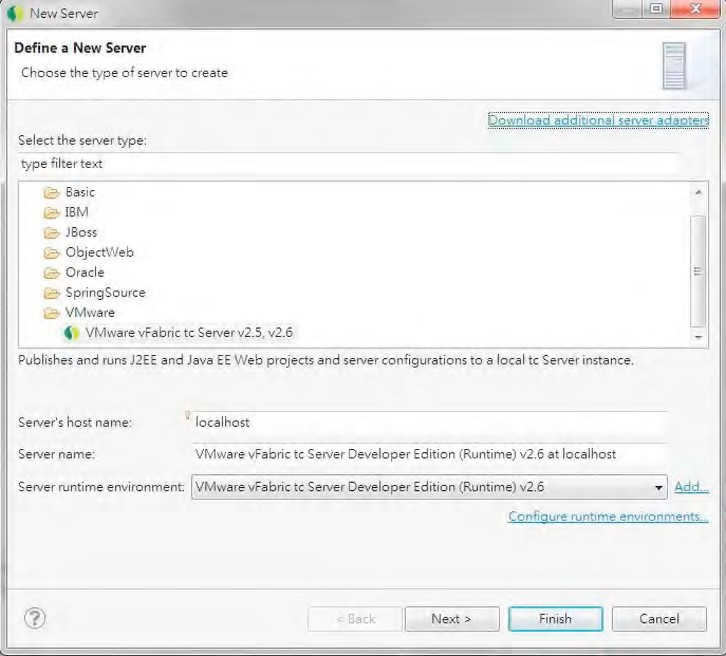 New Server
Define a New Server
Choose the type of server to create
Download additional server adapters
Select the server type:
type filter text
Basic
IBM
JBoss
ObjectWeb
Oracle
SpringSource
VMware
VMware vFabric tc Server v2.5, v2.6
Publishes and runs J2EE and Java EE Web projects and server configurations to a local tc Server instance.
Server's host name: localhost
Server name: VMware vFabric tc Server Developer Edition (Runtime) v2.6 at localhost
Server runtime environment: VMware vFabric tc Server Developer Edition (Runtime) v2.6 Add...
Configure runtime environments...
? < Back Next > Finish Cancel